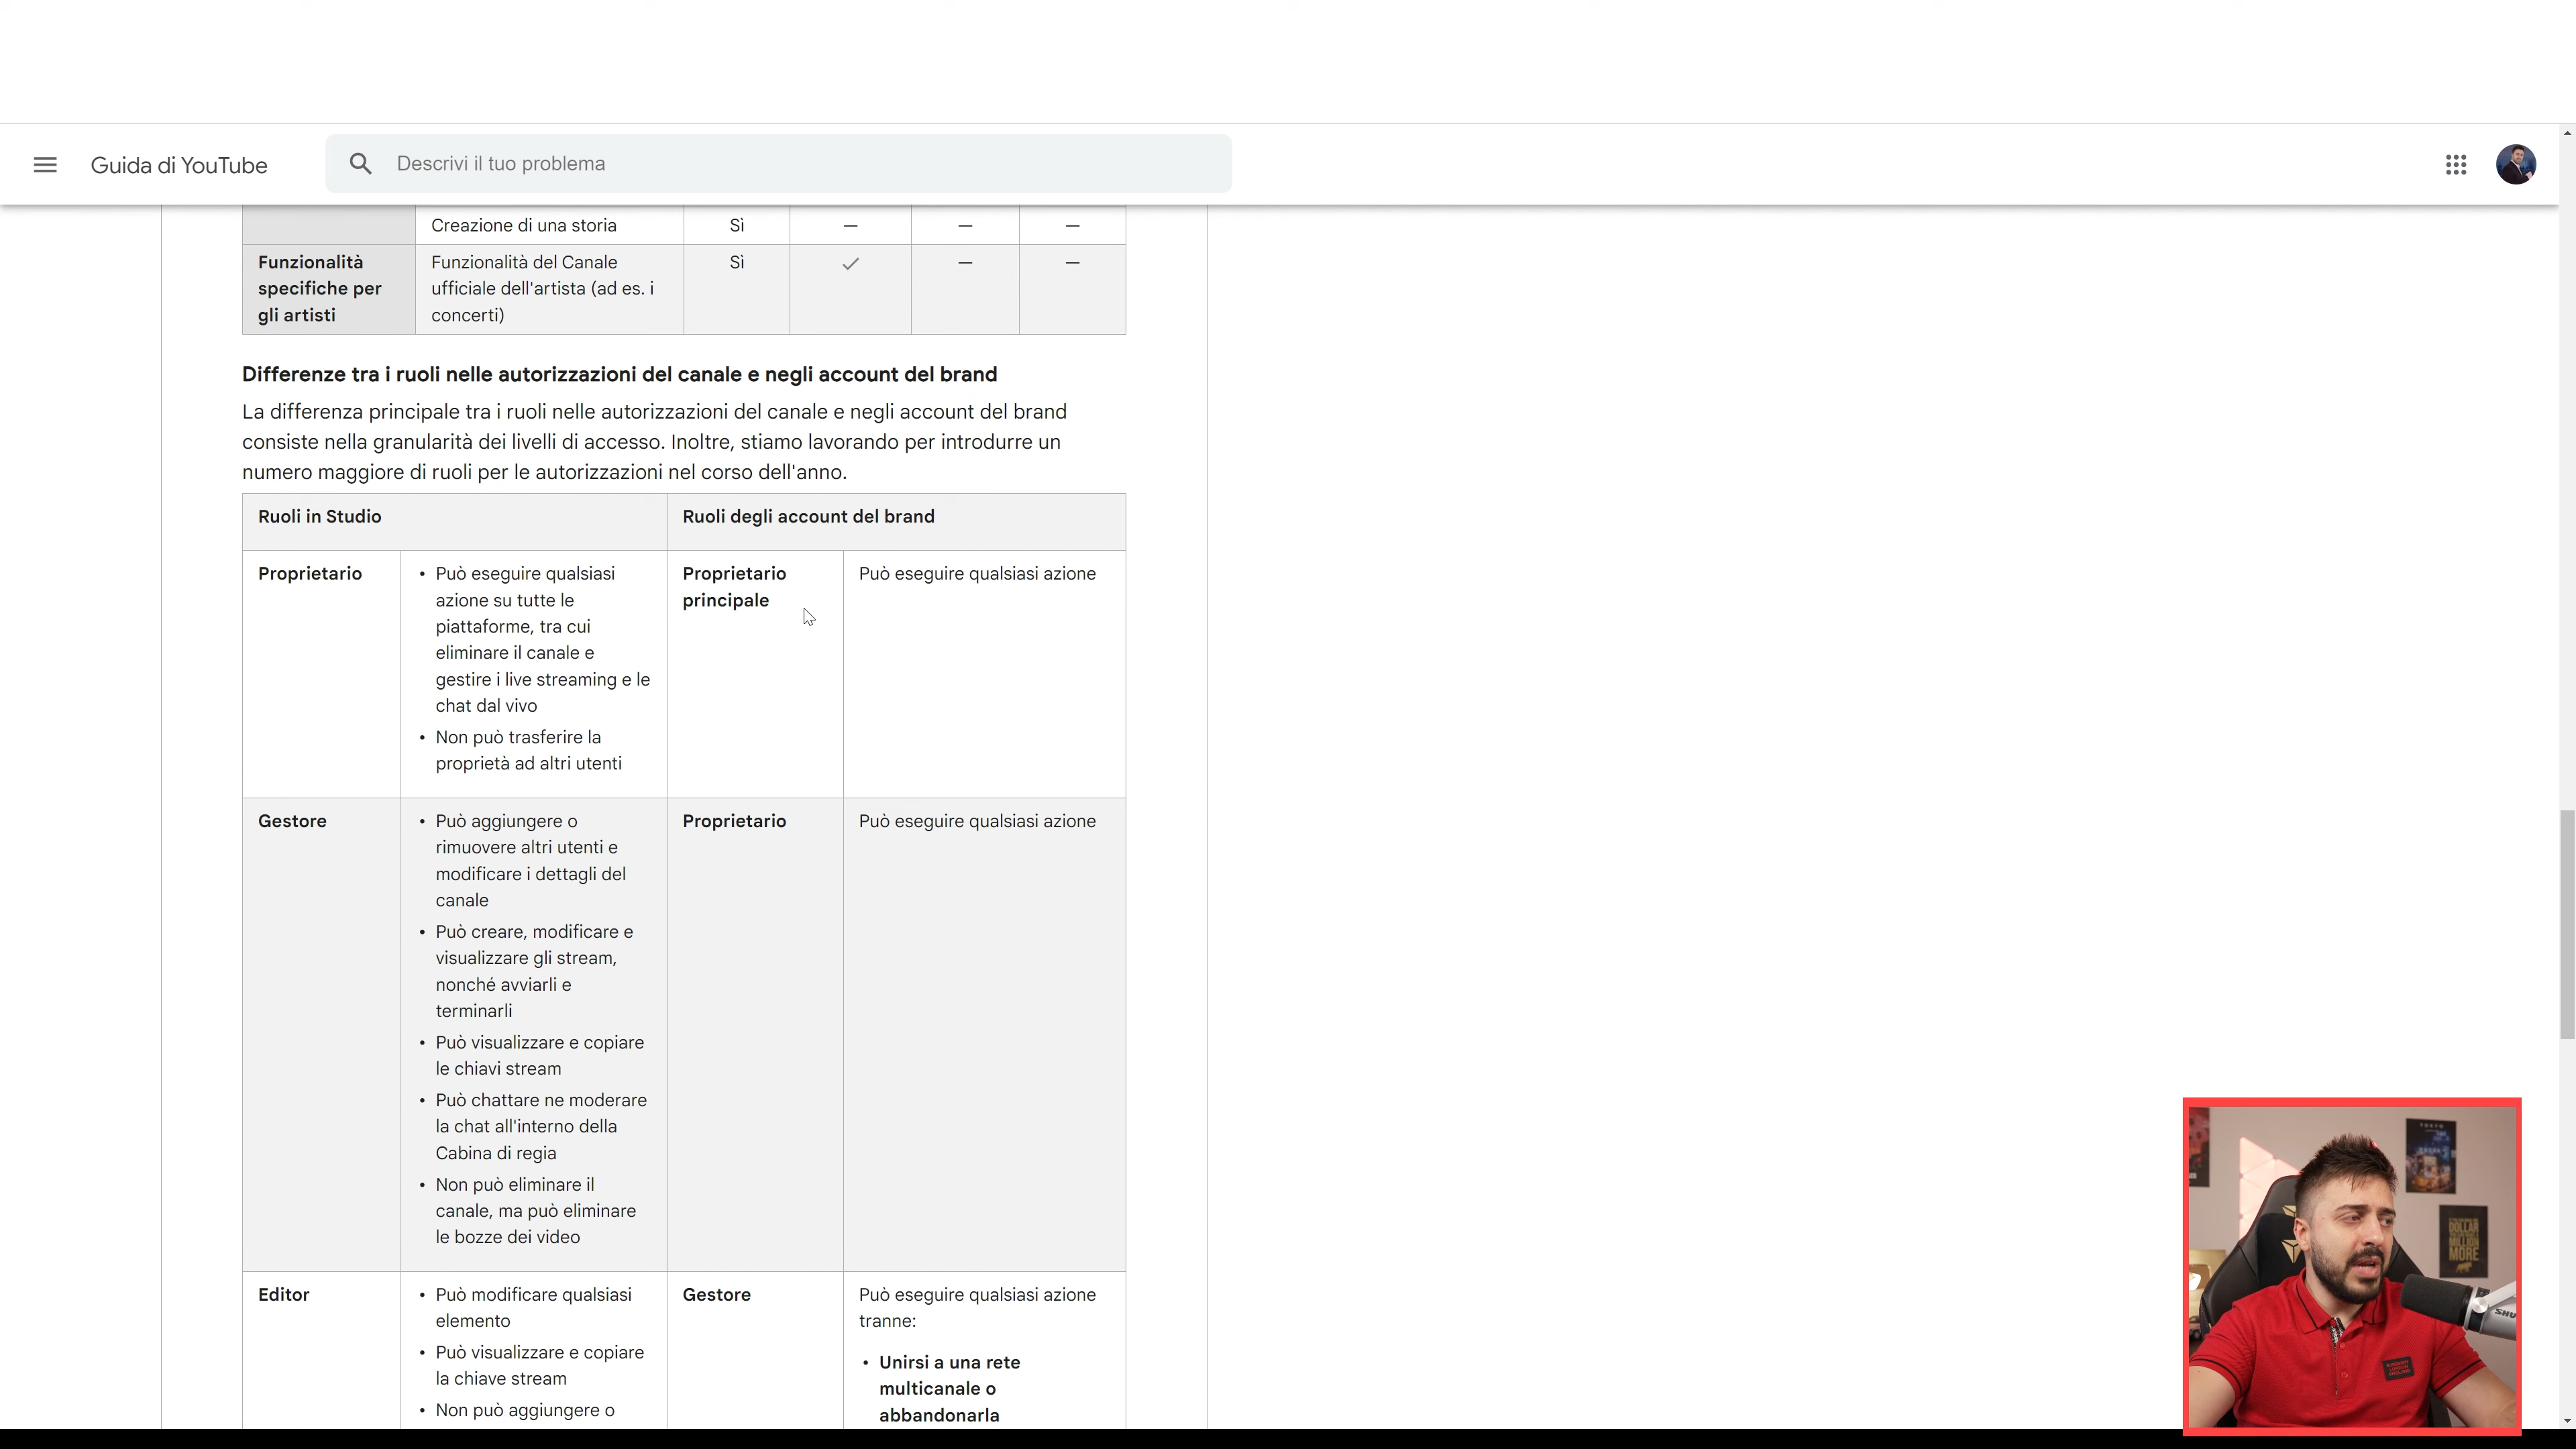 Guida di YouTube
Descrivi il tuo problema
Creazione di una storia
Sì
—
—
—
Funzionalità
specifiche per
gli artisti
Funzionalità del Canale
ufficiale dell'artista (ad es. i
concerti)
Sì
—
—
Differenze tra i ruoli nelle autorizzazioni del canale e negli account del brand
La differenza principale tra i ruoli nelle autorizzazioni del canale e negli account del brand
consiste nella granularità dei livelli di accesso. Inoltre, stiamo lavorando per introdurre un
numero maggiore di ruoli per le autorizzazioni nel corso dell'anno.
Ruoli in Studio
Ruoli degli account del brand
Proprietario
• Può eseguire qualsiasi
azione su tutte le
piattaforme, tra cui
eliminare il canale e
gestire i live streaming e le
chat dal vivo
• Non può trasferire la
proprietà ad altri utenti
Proprietario
principale
Può eseguire qualsiasi azione
Gestore
• Può aggiungere o
rimuovere altri utenti e
modificare i dettagli del
canale
• Può creare, modificare e
visualizzare gli stream,
nonché avviarli e
terminarli
• Può visualizzare e copiare
le chiavi stream
• Può chattare ne moderare
la chat all'interno della
Cabina di regia
• Non può eliminare il
canale, ma può eliminare
le bozze dei video
Proprietario
Può eseguire qualsiasi azione
Editor
• Può modificare qualsiasi
elemento
• Può visualizzare e copiare
la chiave stream
• Non può aggiungere o
Gestore
Può eseguire qualsiasi azione
tranne:
• Unirsi a una rete
multicanale o
abbandonarla
TOKYO
DOLLAR
MILLION
MORE
SHU